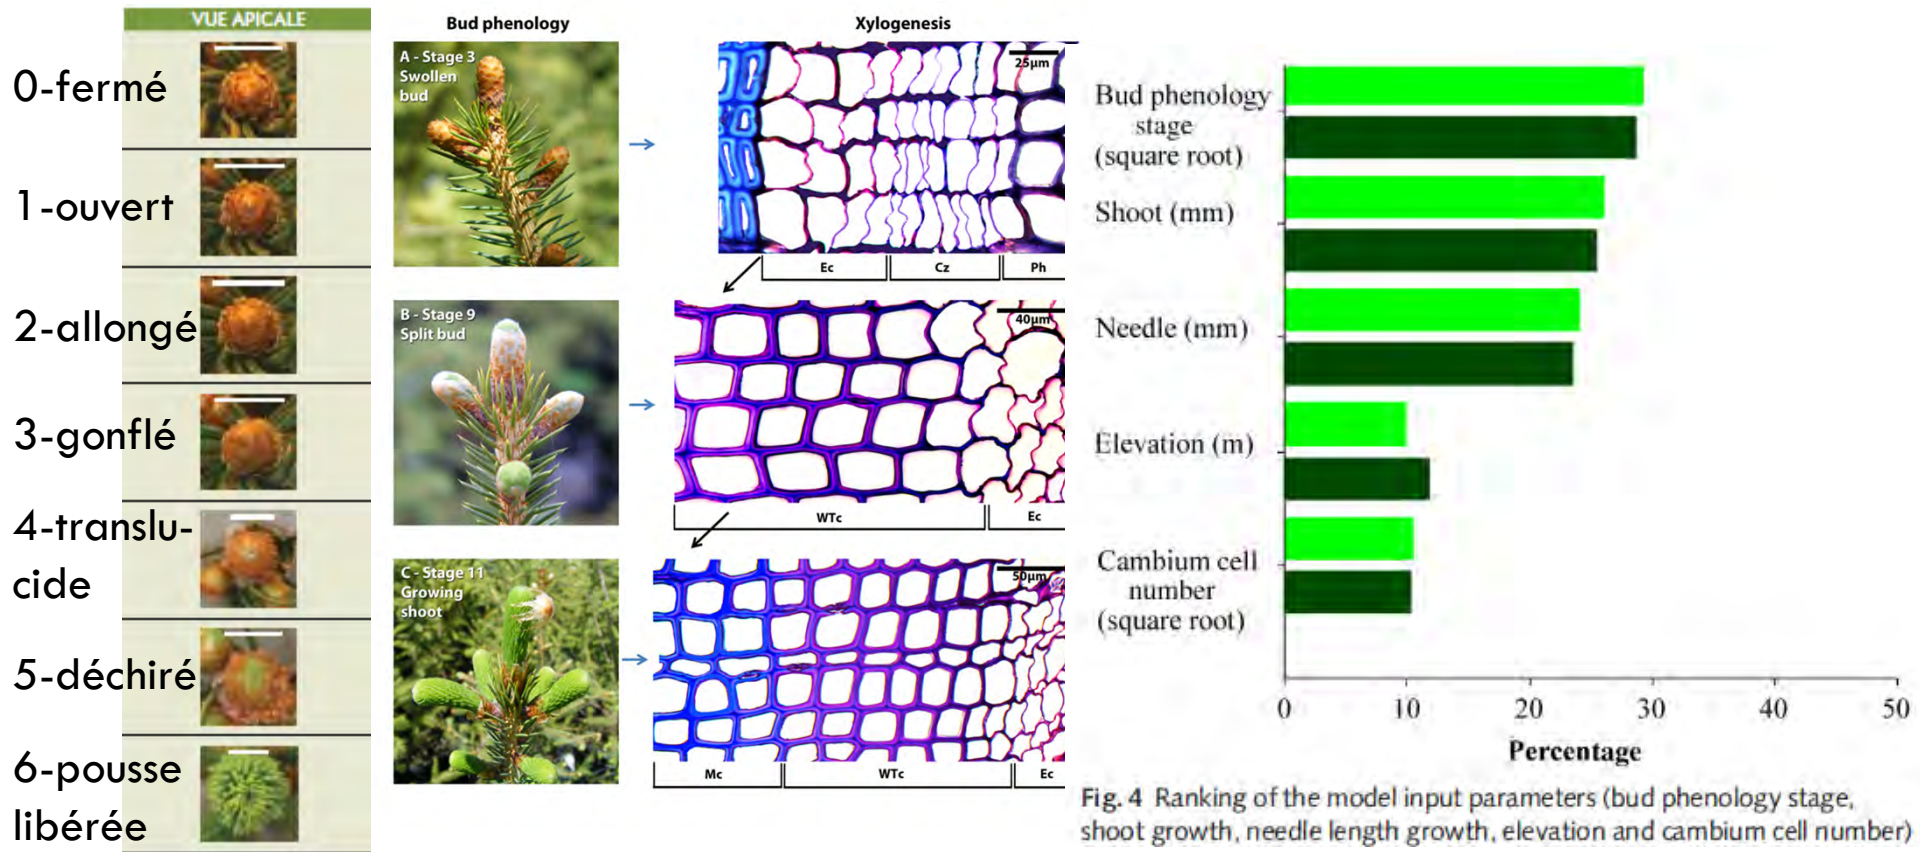 VUE APICALE
0-fermé
1-ouvert
2-allongé
3-gonflé
4-translu-
cide
5-déchiré
6-pousse
libérée
Bud phenology
Xylogenesis
A - Stage 3
Swollen
bud
25µm
Ec
Cz
Ph
B - Stage 9
Split bud
40µm
WTc
Ec
C - Stage 11
Growing
shoot
50µm
Mc
WTc
Ec
Bud phenology
stage
(square root)
Shoot (mm)
Needle (mm)
Elevation (m)
Cambium cell
number
(square root)
0 10 20 30 40 50
Percentage
Fig. 4 Ranking of the model input parameters (bud phenology stage,
shoot growth, needle length growth, elevation and cambium cell number)